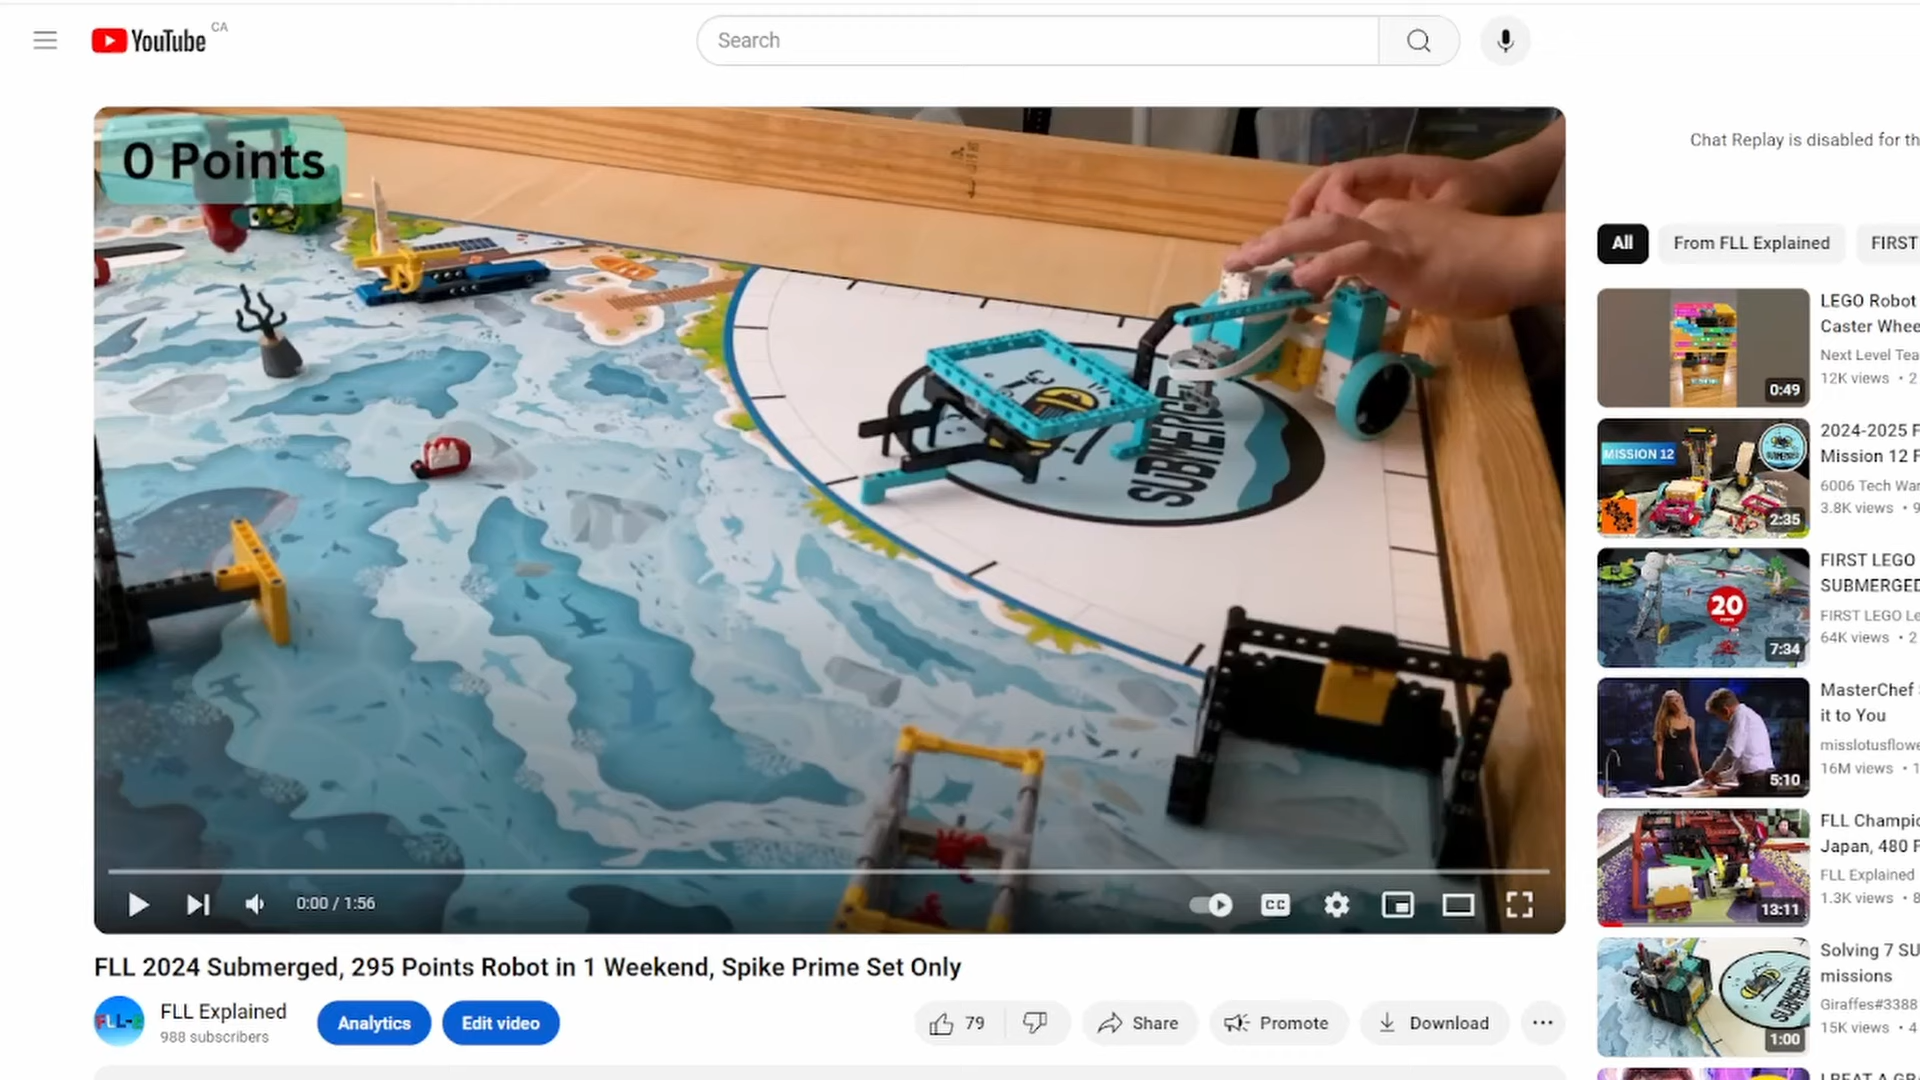 YouTube CA
Search
0 Points
SUBMERGED
0:00 / 1:56
CC
FLL 2024 Submerged, 295 Points Robot in 1 Weekend, Spike Prime Set Only
FLL Explained
988 subscribers
Analytics
Edit video
79
Share
Promote
Download
Chat Replay is disabled for th
All
From FLL Explained
FIRST
LEGO Robot
Caster Whee
Next Level Tea
12K views • 2
0:49
2024-2025 F
Mission 12 F
6006 Tech War
3.8K views • 9
MISSION 12
2:35
FIRST LEGO
SUBMERGED
FIRST LEGO Le
64K views • 2
20
7:34
MasterChef
it to You
misslotusflowe
16M views • 1
5:10
FLL Champic
Japan, 480 F
FLL Explained
1.3K views • 8
13:11
Solving 7 SU
missions
Giraffes#3388
15K views • 4
1:00